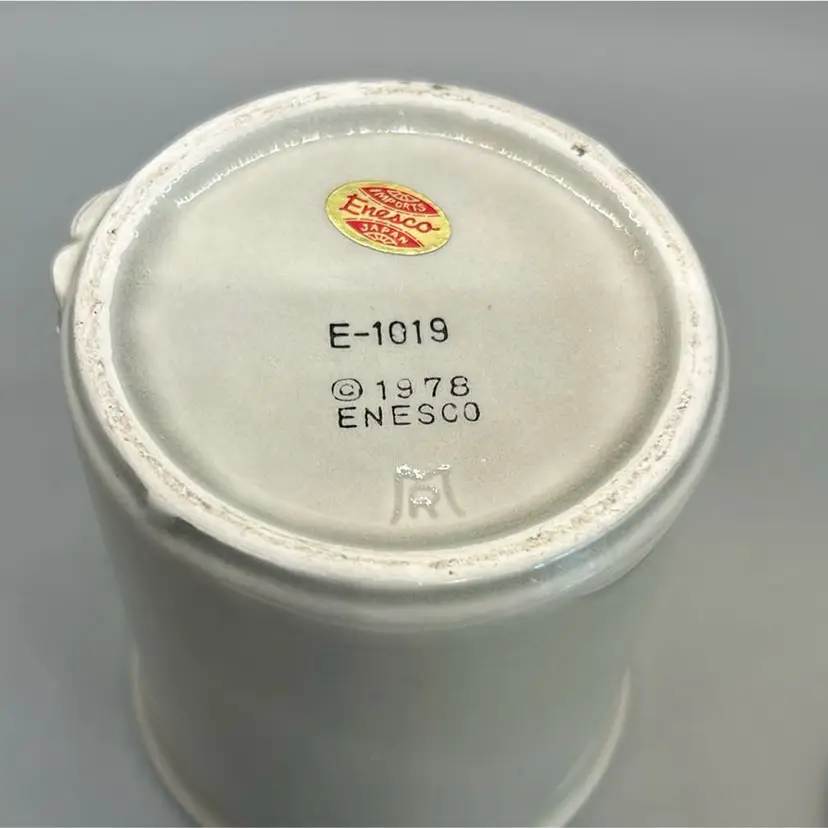 IMPORTS
Enesco
JAPAN
E-1019
© 1978
ENESCO